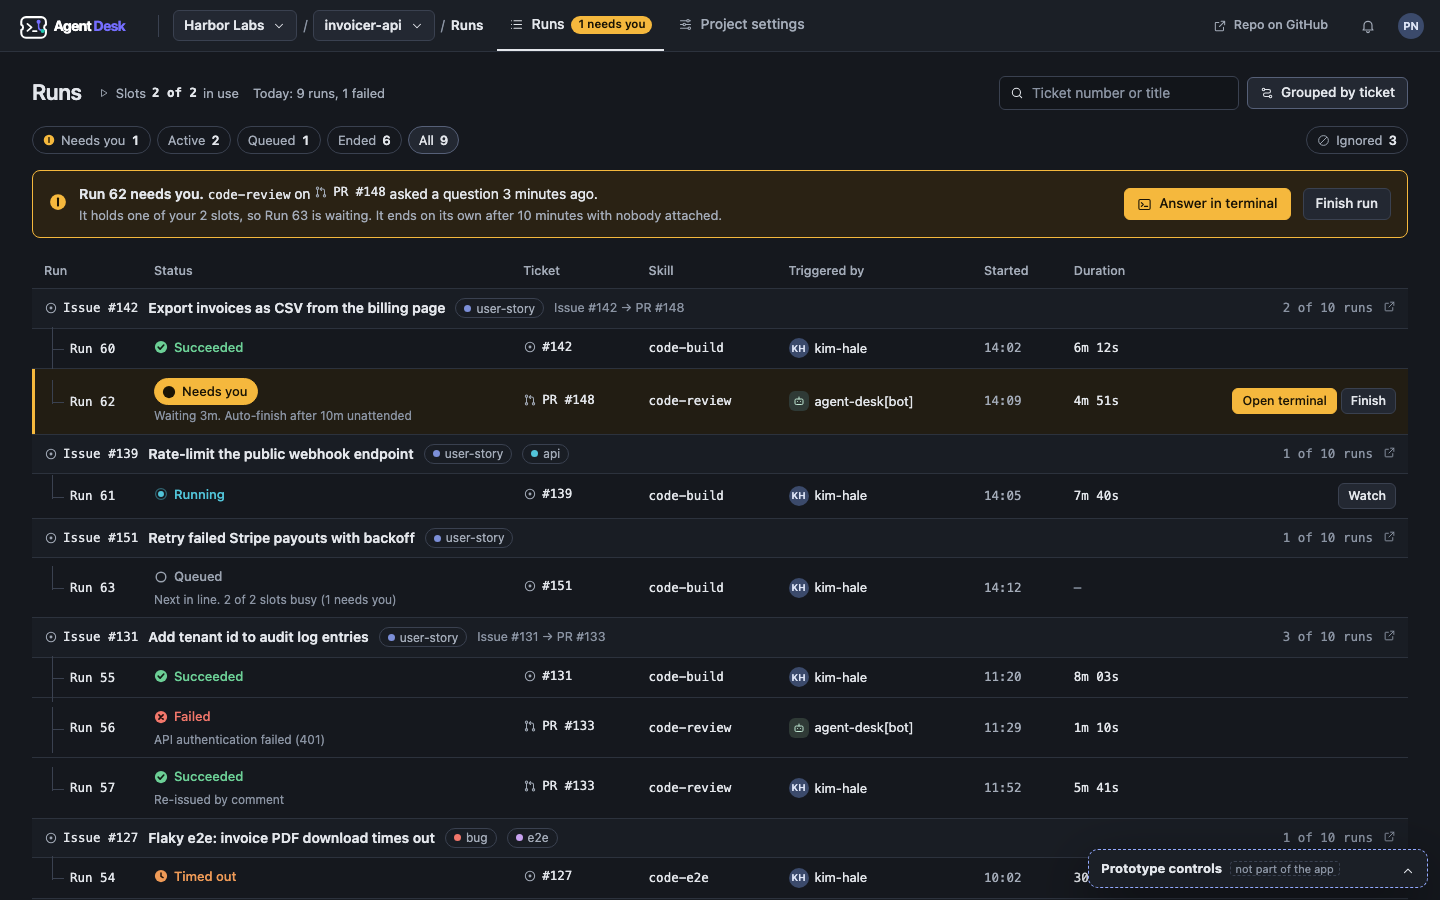 AgentDesk
Harbor Labs / invoicer-api / Runs
Runs 1 needs you
Project settings
Repo on GitHub
PN
Runs
Slots 2 of 2 in use
Today: 9 runs, 1 failed
Ticket number or title
Grouped by ticket
Needs you 1
Active 2
Queued 1
Ended 6
All 9
Ignored 3
Run 62 needs you. code-review on PR #148 asked a question 3 minutes ago.
It holds one of your 2 slots, so Run 63 is waiting. It ends on its own after 10 minutes with nobody attached.
Answer in terminal
Finish run
Run Status Ticket Skill Triggered by Started Duration
Issue #142 Export invoices as CSV from the billing page user-story Issue #142 → PR #148 2 of 10 runs
Run 60 Succeeded #142 code-build KH kim-hale 14:02 6m 12s
Run 62 Needs you PR #148 code-review agent-desk[bot] 14:09 4m 51s Open terminal Finish
Waiting 3m. Auto-finish after 10m unattended
Issue #139 Rate-limit the public webhook endpoint user-story api 1 of 10 runs
Run 61 Running #139 code-build KH kim-hale 14:05 7m 40s Watch
Issue #151 Retry failed Stripe payouts with backoff user-story 1 of 10 runs
Run 63 Queued #151 code-build KH kim-hale 14:12 —
Next in line. 2 of 2 slots busy (1 needs you)
Issue #131 Add tenant id to audit log entries user-story Issue #131 → PR #133 3 of 10 runs
Run 55 Succeeded #131 code-build KH kim-hale 11:20 8m 03s
Run 56 Failed PR #133 code-review agent-desk[bot] 11:29 1m 10s
API authentication failed (401)
Run 57 Succeeded PR #133 code-review KH kim-hale 11:52 5m 41s
Re-issued by comment
Issue #127 Flaky e2e: invoice PDF download times out bug e2e 1 of 10 runs
Run 54 Timed out #127 code-e2e KH kim-hale 10:02
Prototype controls not part of the app